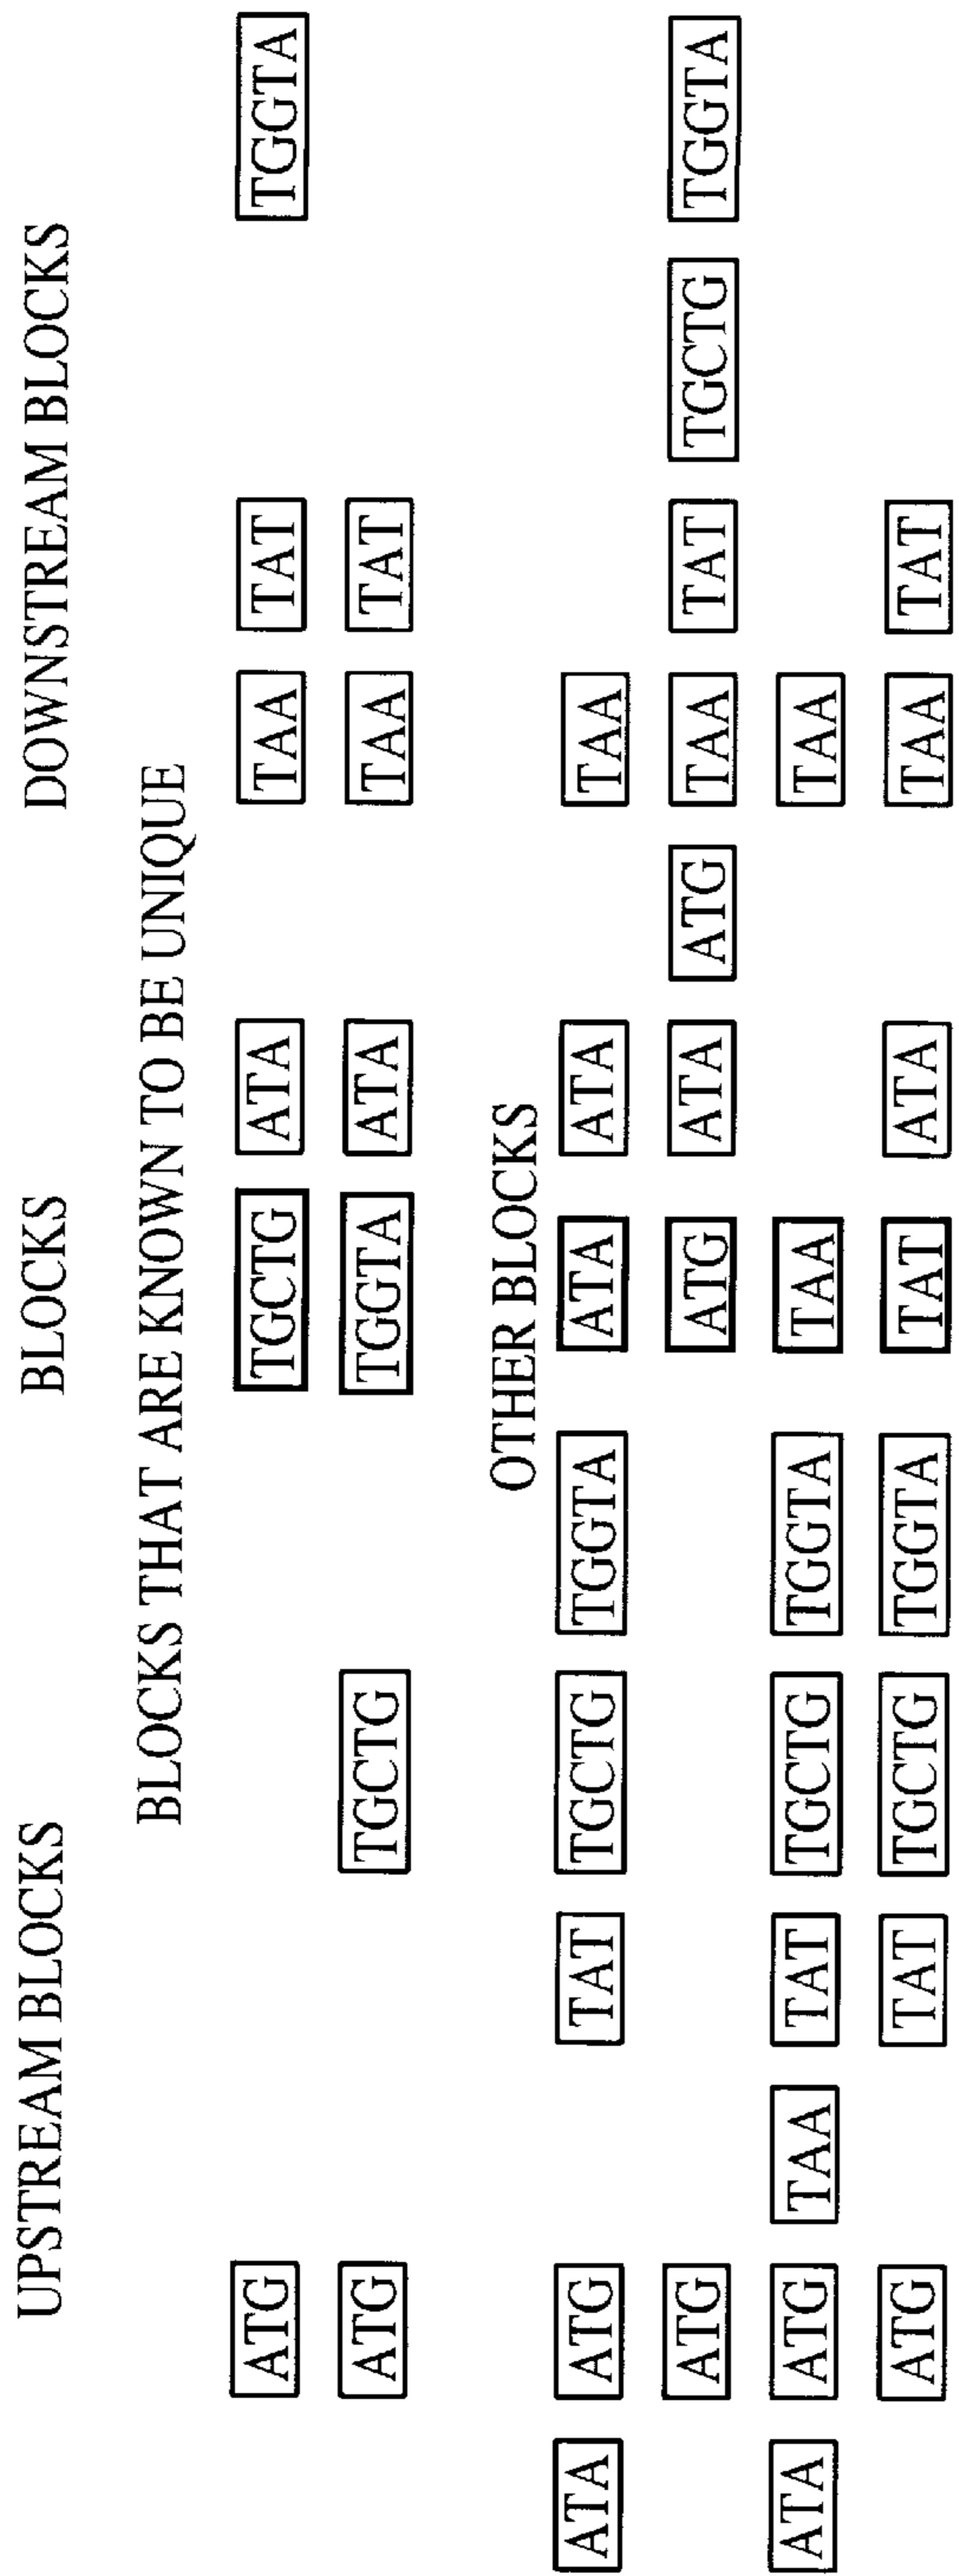 UPSTREAM BLOCKS BLOCKS DOWNSTREAM BLOCKS
BLOCKS THAT ARE KNOWN TO BE UNIQUE
ATG TGCTG ATA TAA TAT TGGTA
ATG TGCTG TGGTA ATA TAA TAT
OTHER BLOCKS
ATA ATG TAT TGCTG TGGTA ATA ATA TAA
ATG ATG ATA ATG TAA TAT TGCTG TGGTA
ATA ATG TAA TAT TGCTG TGGTA TAA TAA
ATG TAT TGCTG TGGTA TAT ATA TAA TAT